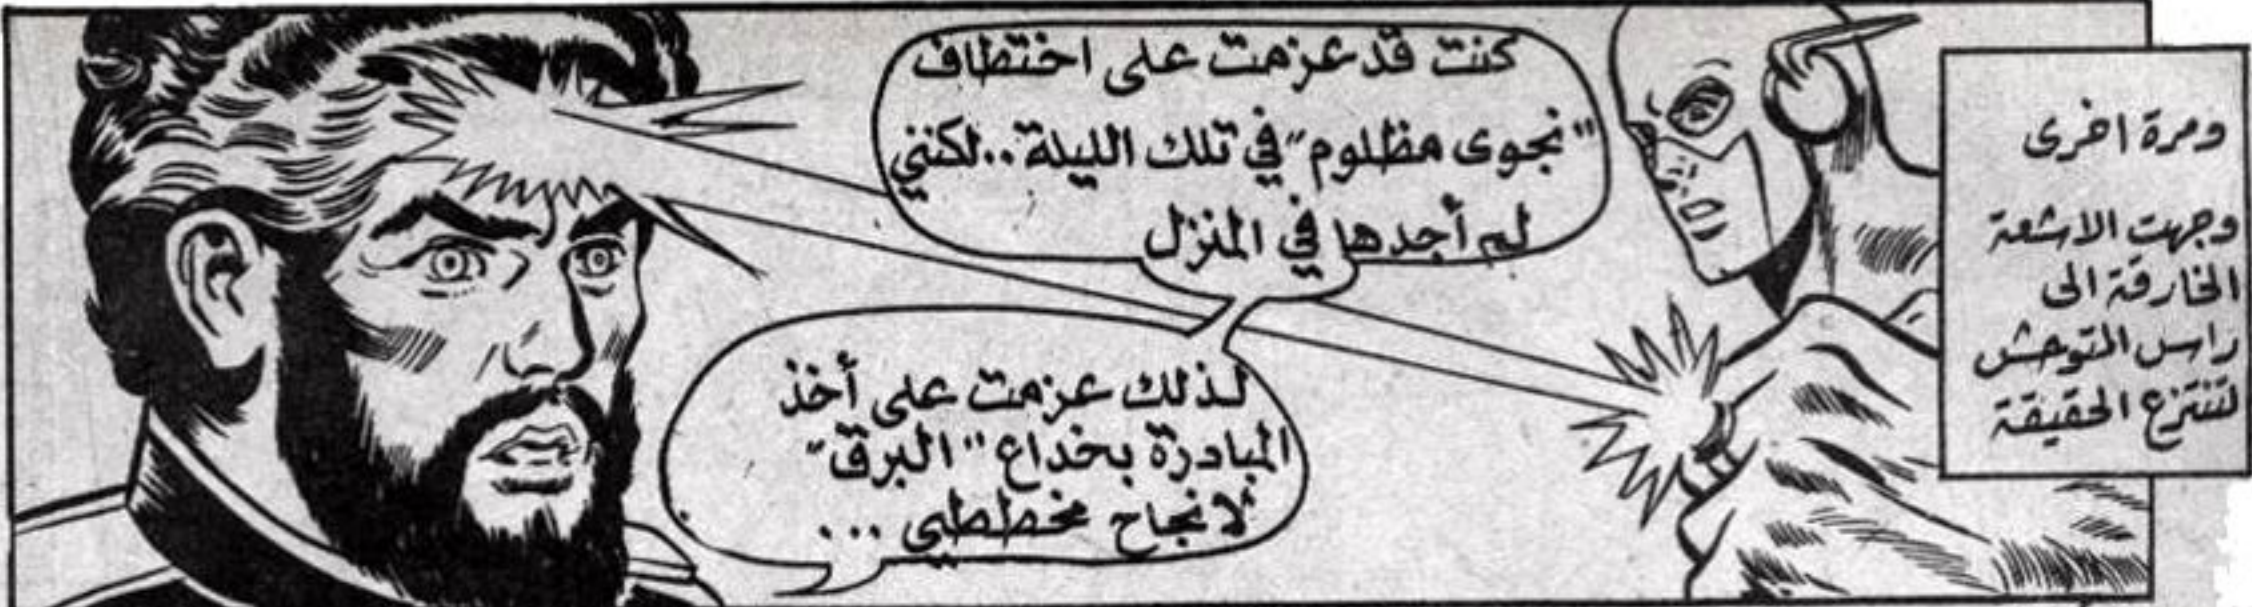 ومرة اخرى
وجهت الاشعة
الخارقة الى
راس المتوحش
لتنتزع الحقيقة
كنت قد عزمت على اختطاف
"نجوى مظلوم" في تلك الليلة.. لكنني
لم أجدها في المنزل
لذلك عزمت على أخذ
المبادرة بخداع "البرق"
لانجاح مخططي ...